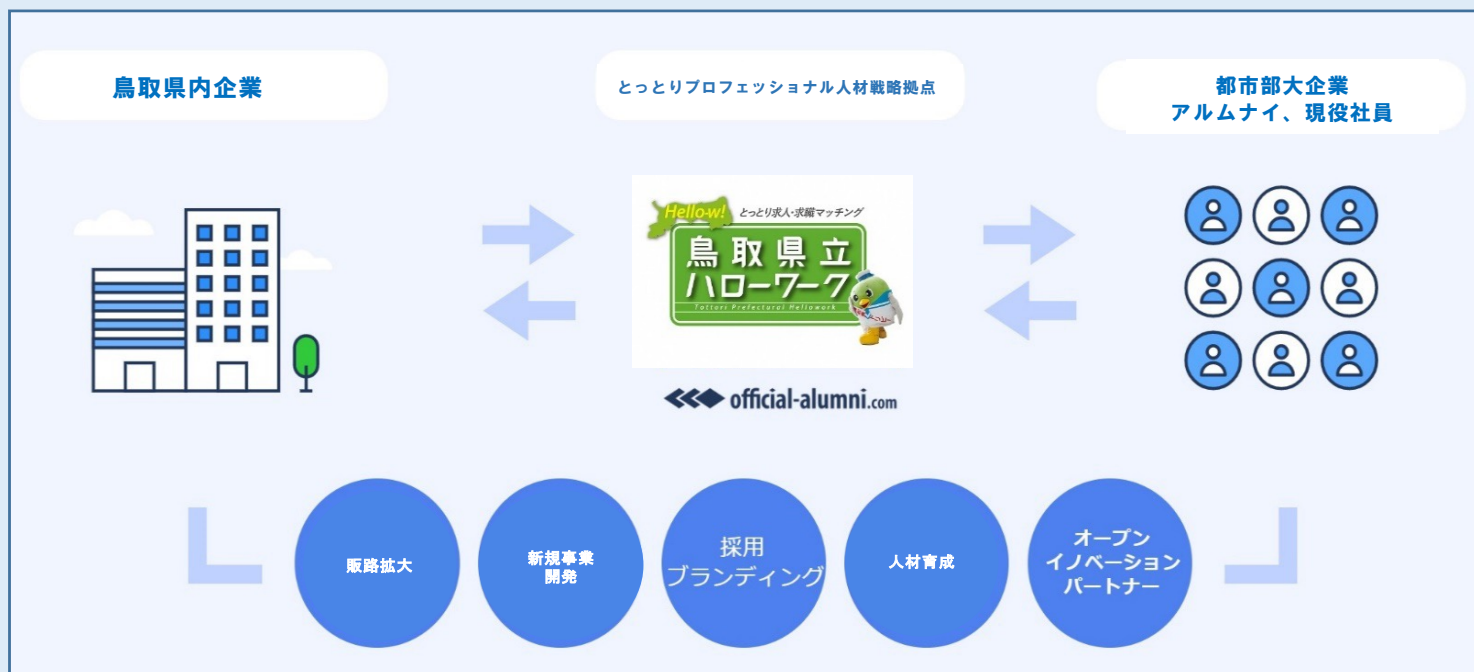 鳥取県内企業
とっとりプロフェッショナル人材戦略拠点
都市部大企業
アルムナイ、現役社員
Hello-w!
とっとり求人・求職マッチング
鳥取県立
ハローワーク
Tottori Prefectural Hellowork
official-alumni.com
販路拡大
新規事業
開発
採用
ブランディング
人材育成
オープン
イノベーション
パートナー